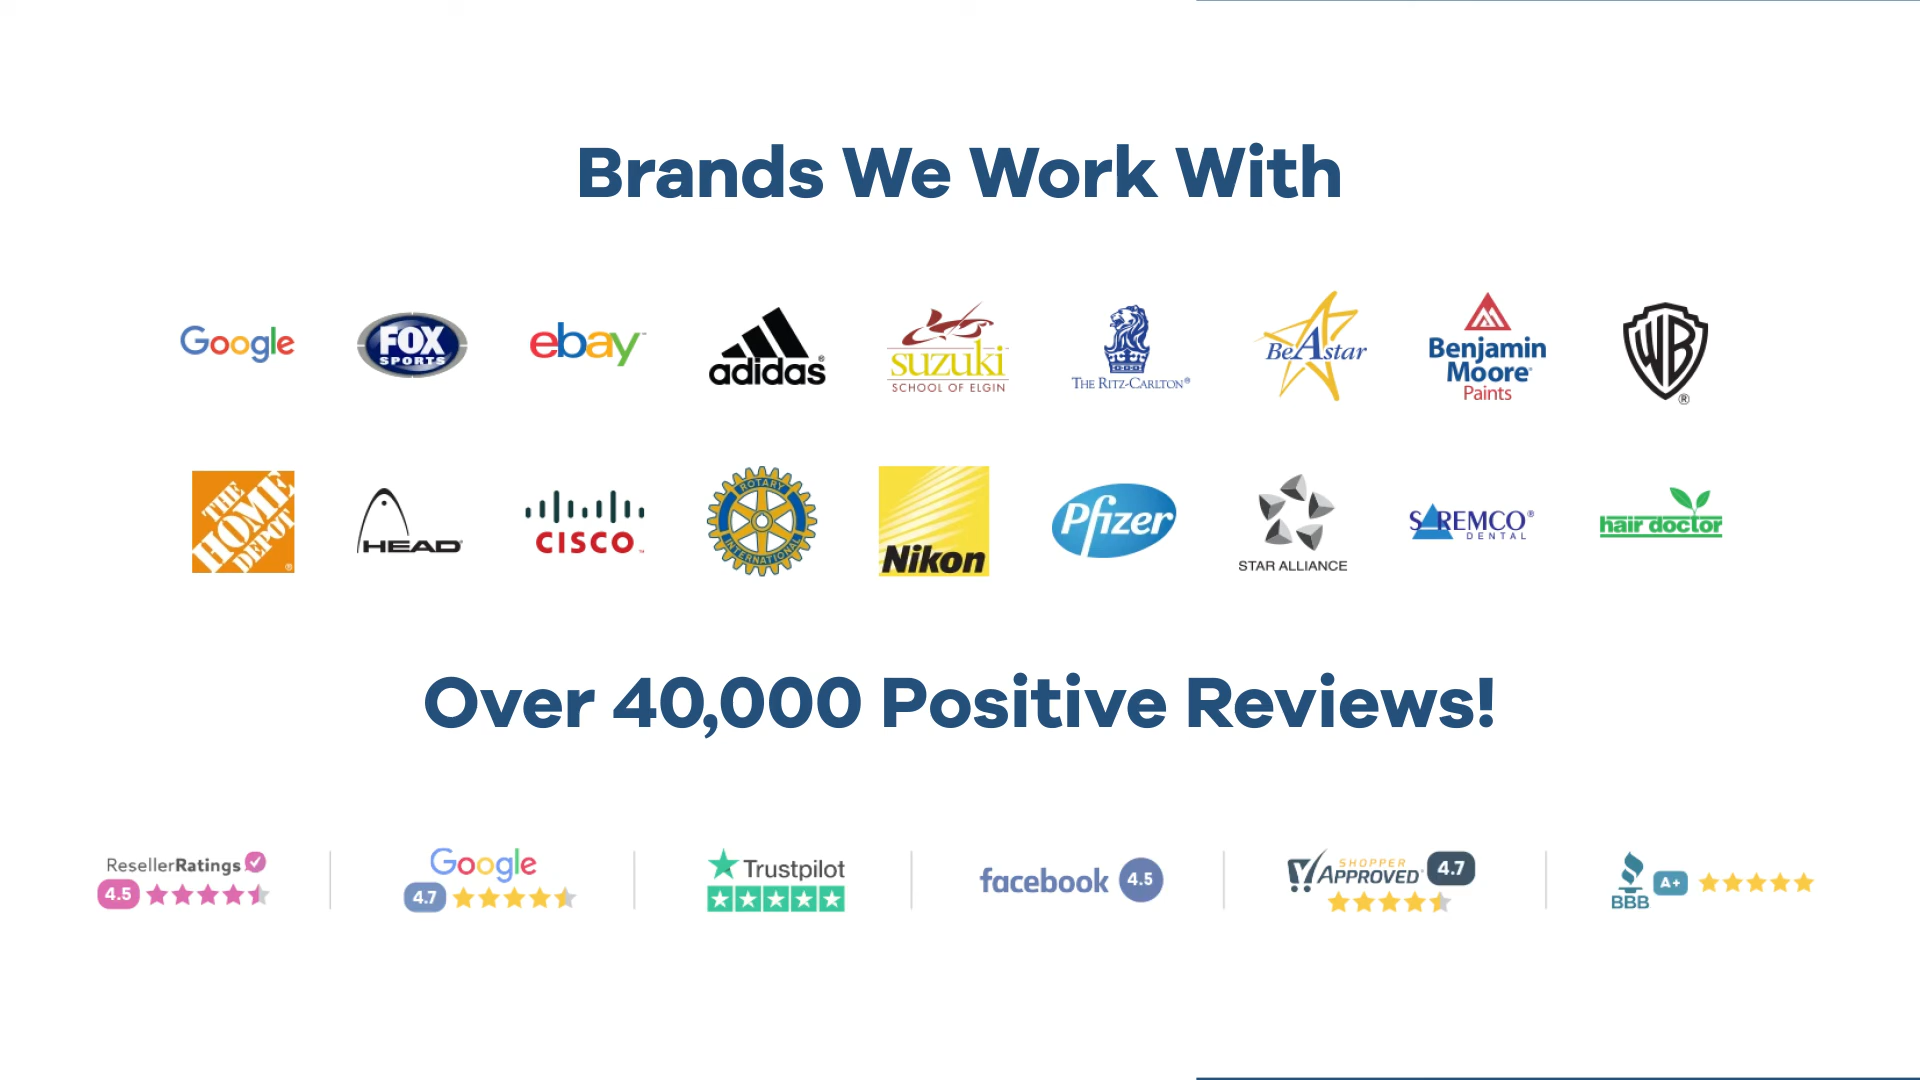 Brands We Work With
Google
FOX
SPORTS
ebay™
adidas®
suzuki
SCHOOL OF ELGIN
THE RITZ-CARLTON®
BeAstar
Benjamin
Moore®
Paints
WB®
THE
HOME
DEPOT®
HEAD®
CISCO™
ROTARY
INTERNATIONAL
Nikon
Pfizer
STAR ALLIANCE
SAREMCO®
DENTAL
hair doctor
Over 40,000 Positive Reviews!
ResellerRatings
4.5
Google
4.7
Trustpilot
facebook 4.5
SHOPPER
APPROVED® 4.7
BBB A+